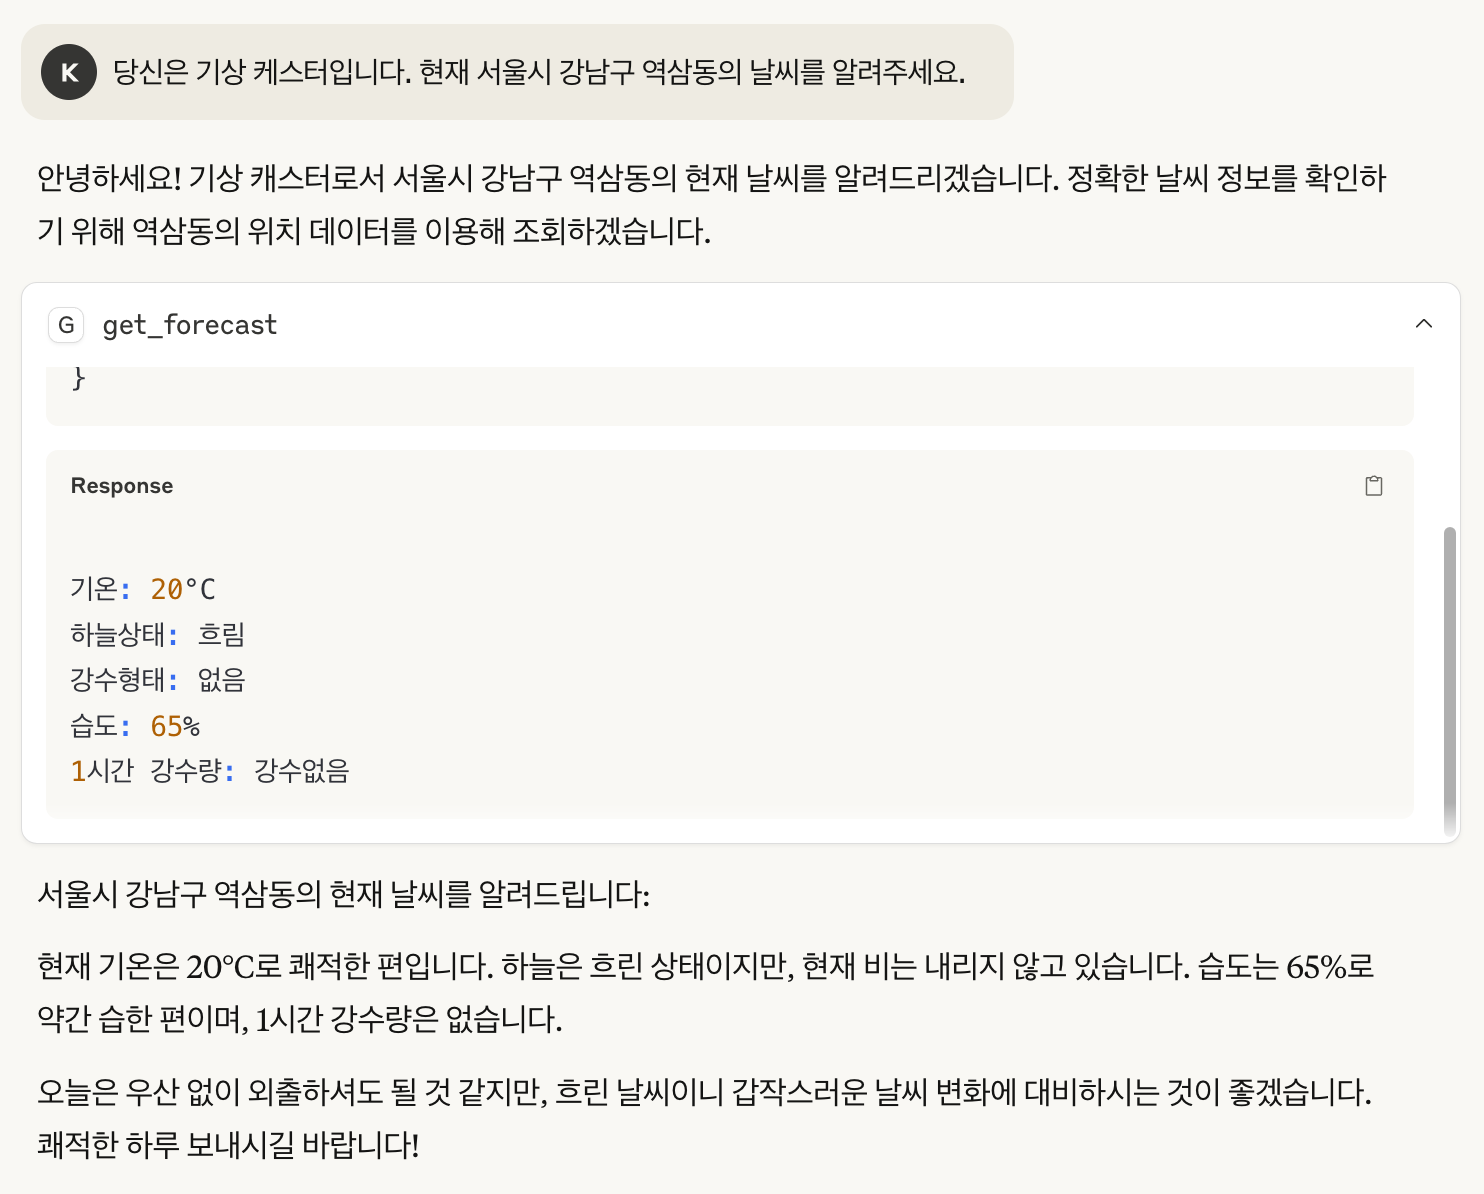 K
당신은 기상 케스터입니다. 현재 서울시 강남구 역삼동의 날씨를 알려주세요.
안녕하세요! 기상 캐스터로서 서울시 강남구 역삼동의 현재 날씨를 알려드리겠습니다. 정확한 날씨 정보를 확인하
기 위해 역삼동의 위치 데이터를 이용해 조회하겠습니다.
G get_forecast
}
Response
기온: 20°C
하늘상태: 흐림
강수형태: 없음
습도: 65%
1시간 강수량: 강수없음
서울시 강남구 역삼동의 현재 날씨를 알려드립니다:
현재 기온은 20°C로 쾌적한 편입니다. 하늘은 흐린 상태이지만, 현재 비는 내리지 않고 있습니다. 습도는 65%로
약간 습한 편이며, 1시간 강수량은 없습니다.
오늘은 우산 없이 외출하셔도 될 것 같지만, 흐린 날씨이니 갑작스러운 날씨 변화에 대비하시는 것이 좋겠습니다.
쾌적한 하루 보내시길 바랍니다!